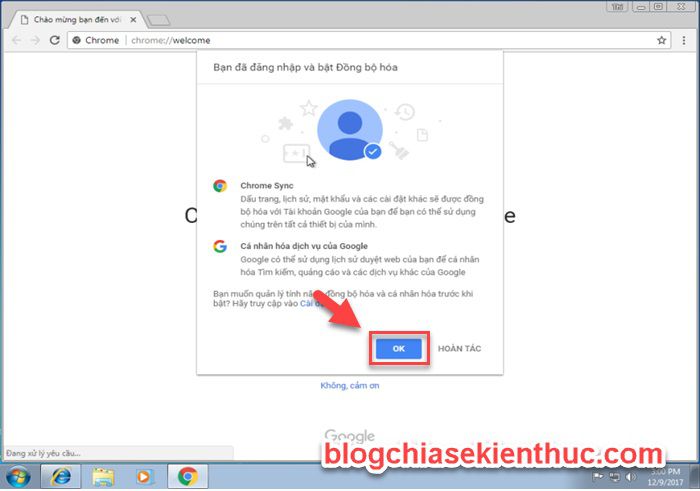 Chào mừng bạn đến với
Chrome | chrome://welcome
Bạn đã đăng nhập và bật Đồng bộ hóa
Chrome Sync
Dấu trang, lịch sử, mật khẩu và các cài đặt khác sẽ được đồng
bộ hóa với Tài khoản Google của bạn để bạn có thể sử dụng
chúng trên tất cả thiết bị của mình.
Cá nhân hóa dịch vụ của Google
Google có thể sử dụng lịch sử duyệt web của bạn để cá nhân
hóa Tìm kiếm, quảng cáo và các dịch vụ khác của Google
Bạn muốn quản lý tính đồng bộ hóa và cá nhân hóa trước khi
bật? Hãy truy cập vào Cài
OK HOÀN TÁC
Không, cảm ơn
Google
Đang xử lý yêu cầu...
blogchiasekienthuc.com
12/9/2017